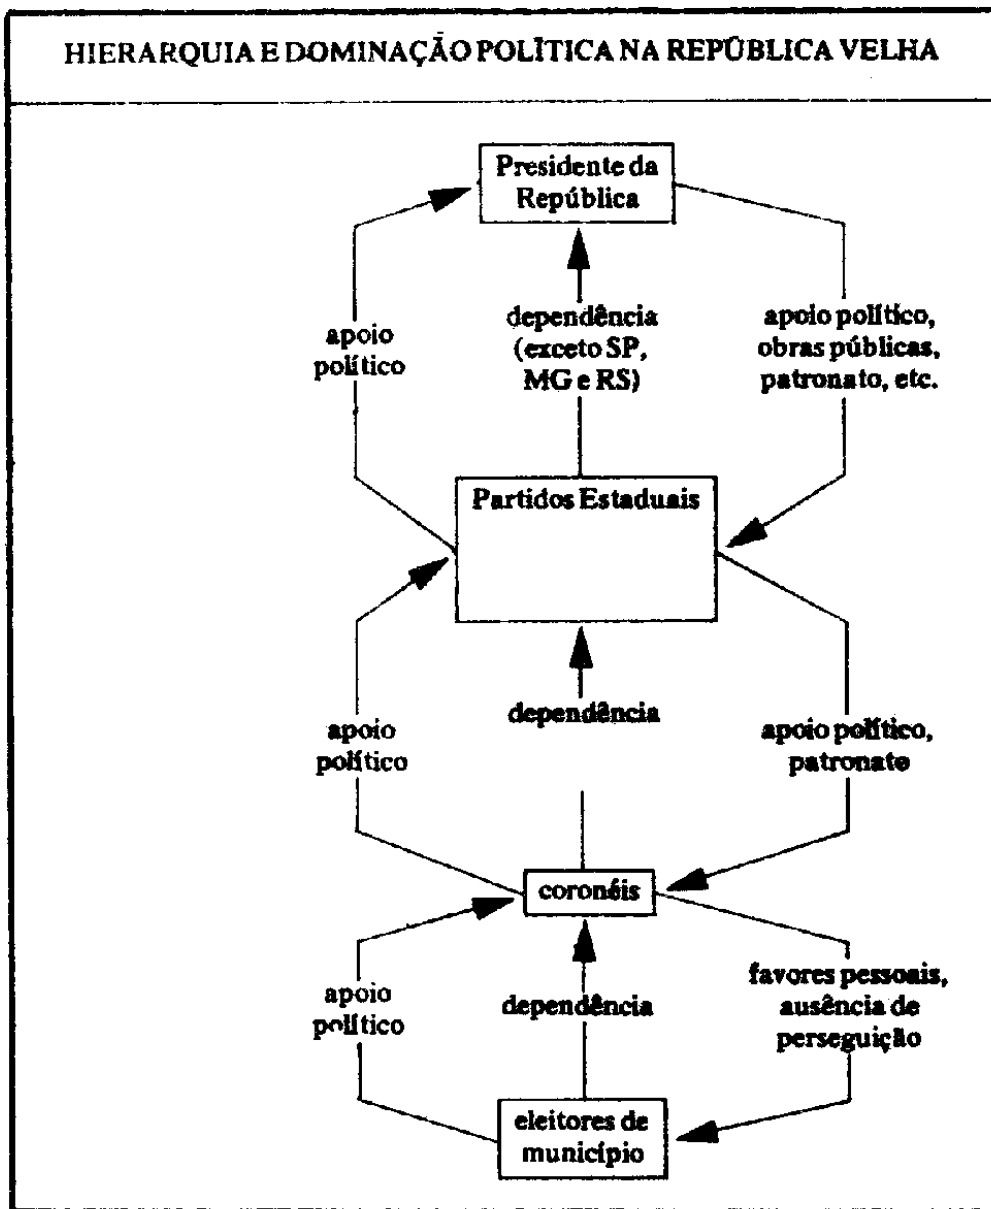 HIERARQUIA E DOMINAÇÃO POLÍTICA NA REPÚBLICA VELHA
Presidente da
República
apoio
político
dependência
(exceto SP,
MG e RS)
apoio político,
obras públicas,
patronato, etc.
Partidos Estaduais
apoio
político
dependência
apoio político,
patronato
coronéis
apoio
político
dependência
favores pessoais,
ausência de
perseguição
eleitores de
município